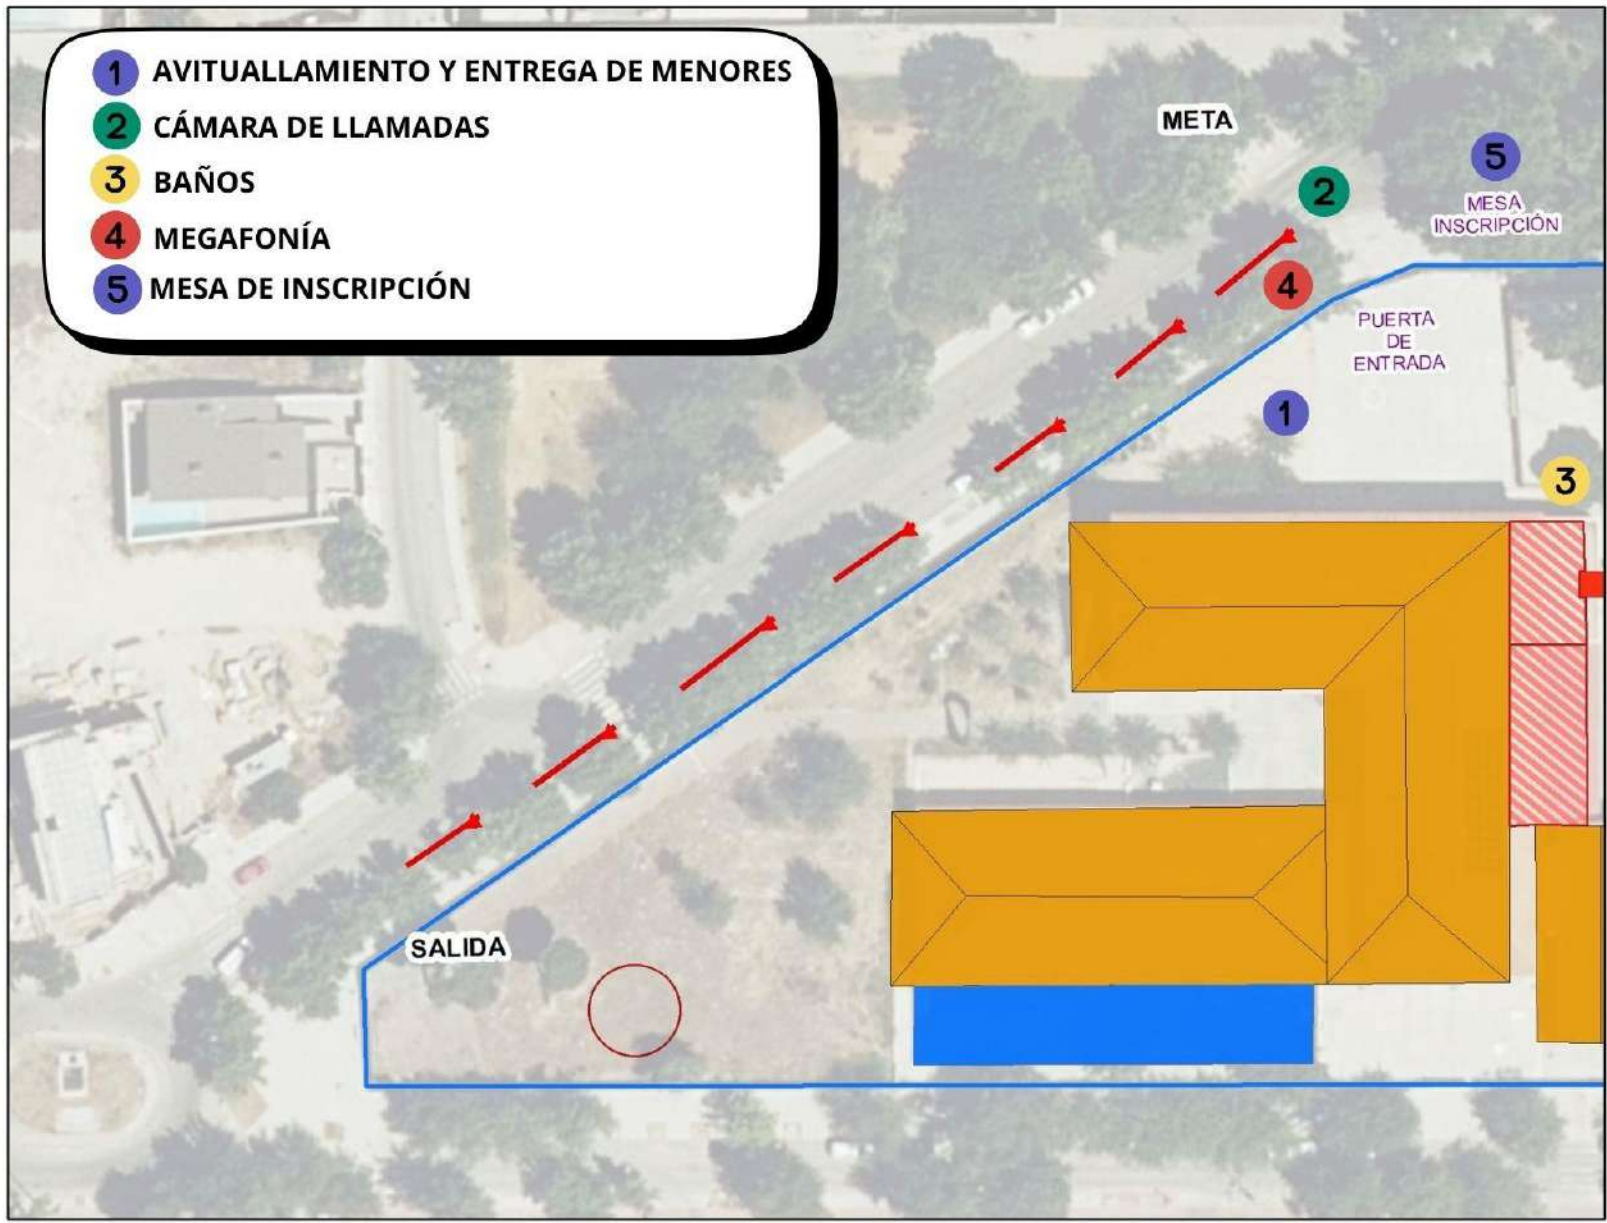 1 AVITUALLAMIENTO Y ENTREGA DE MENORES
2 CÁMARA DE LLAMADAS
3 BAÑOS
4 MEGAFONÍA
5 MESA DE INSCRIPCIÓN
META
5
MESA
INSCRIPCIÓN
2
4
PUERTA
DE
ENTRADA
1
3
SALIDA